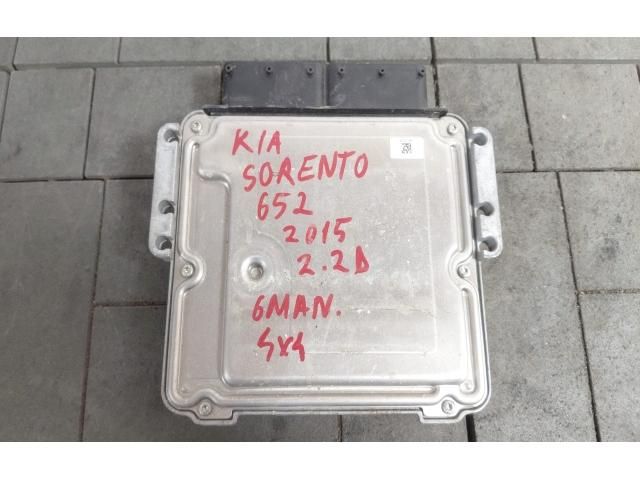 KIA
SORENTO
652
2015
2.2D
6MAN.
4x4